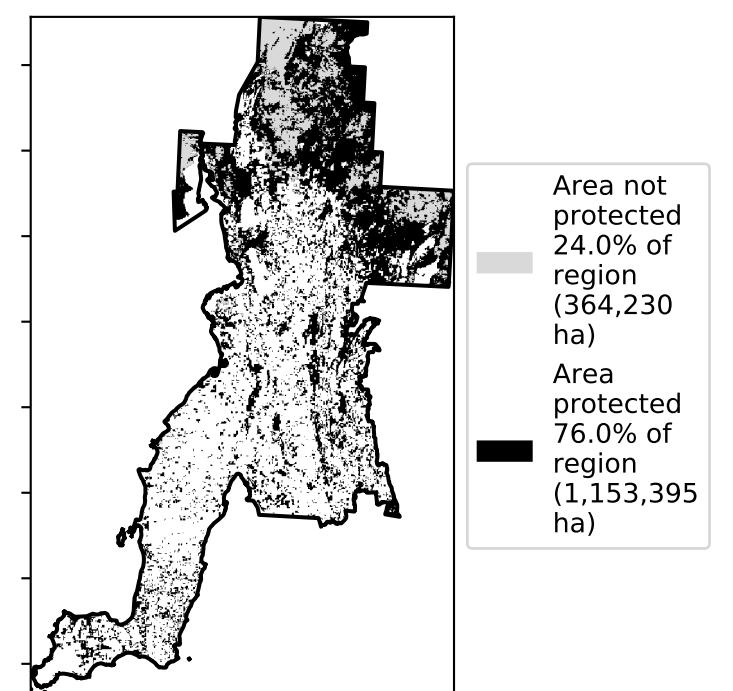 Area not
protected
24.0% of
region
(364,230
ha)
Area
protected
76.0% of
region
(1,153,395
ha)